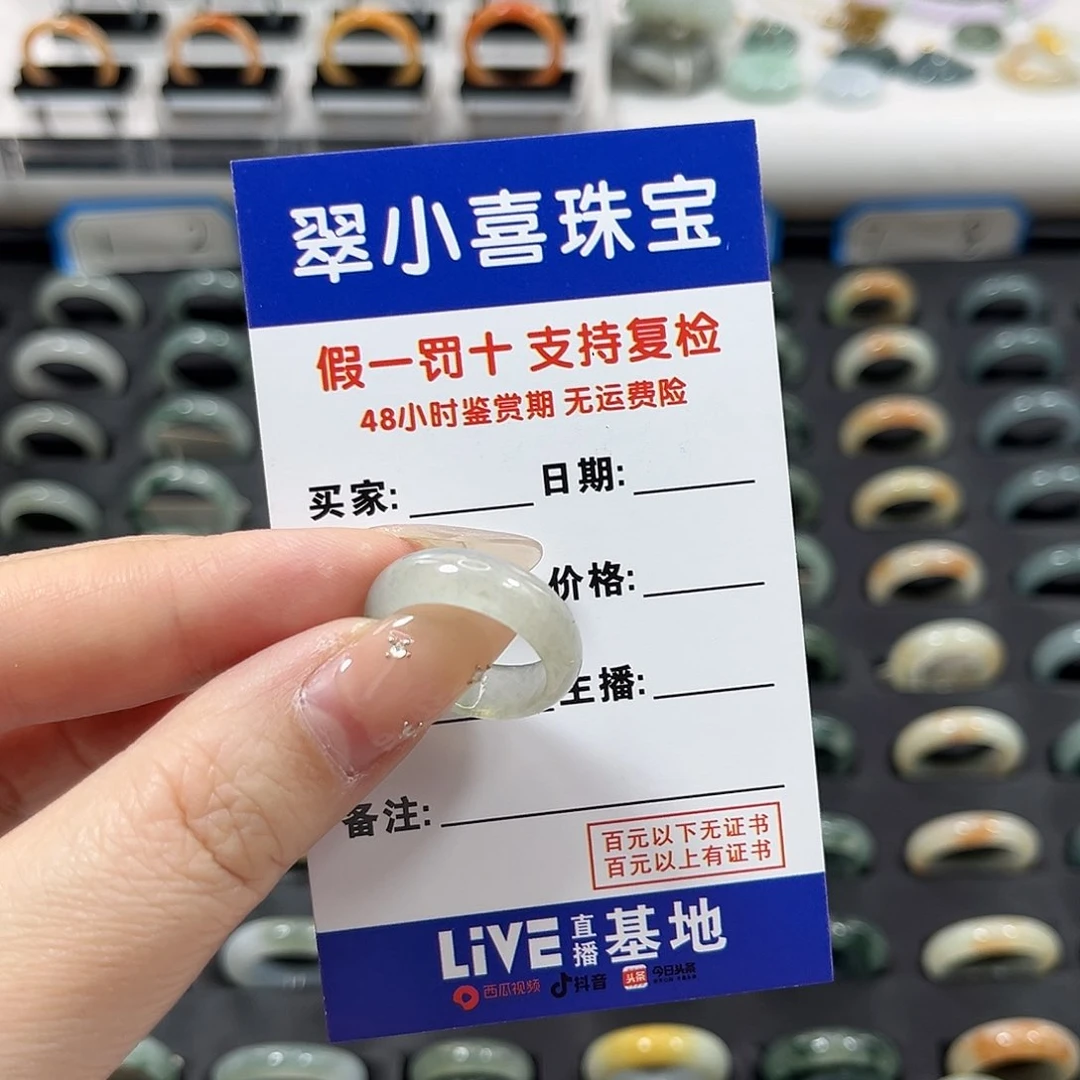 翠小喜珠宝
假一罚十 支持复检
48小时鉴赏期 无运费险
买家: 日期:
价格:
主播:
备注:
百元以下无证书
百元以上有证书
LiVE 直播 基地
西瓜视频 抖音 头条 今日头条